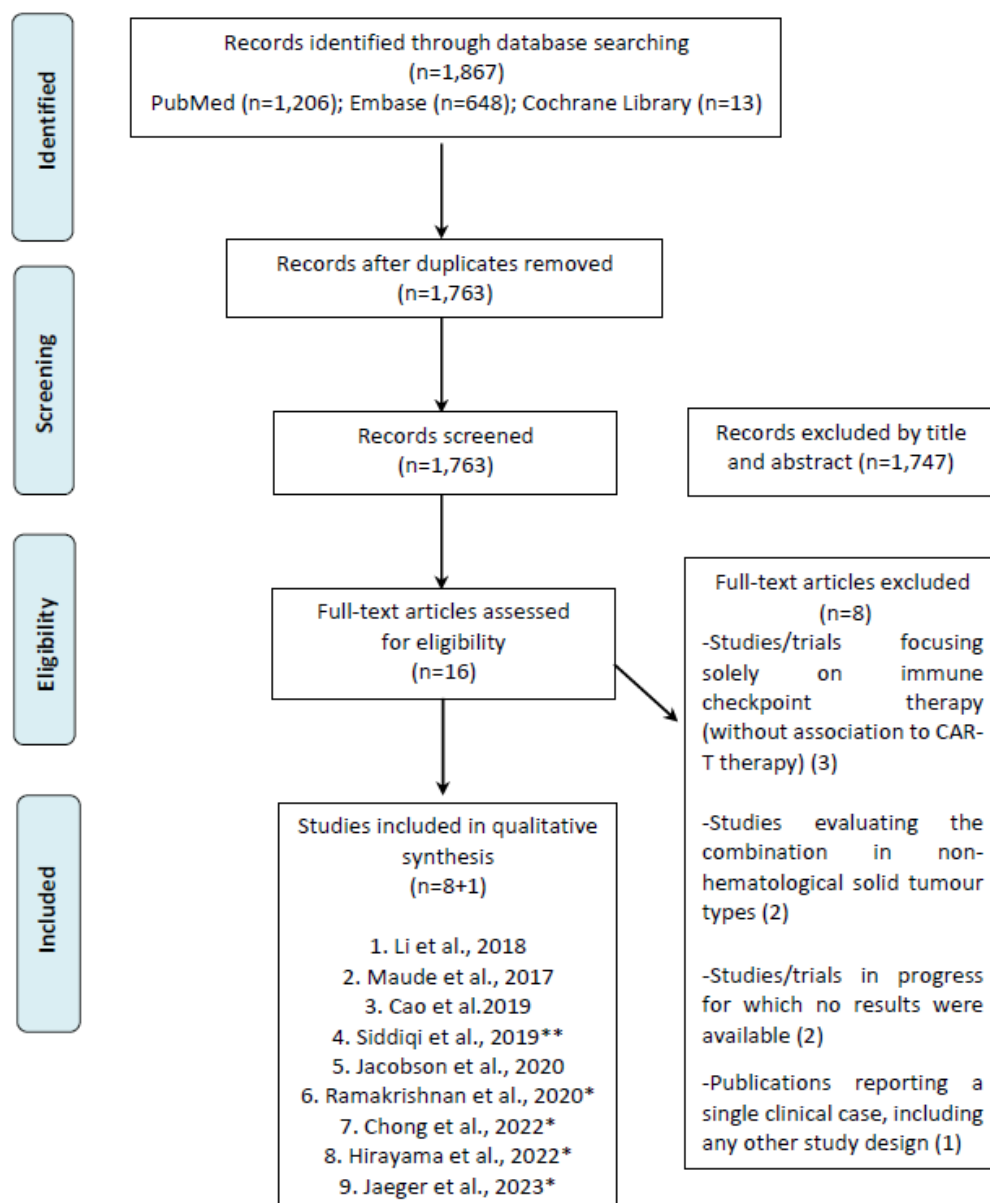 Identified
Records identified through database searching
(n=1,867)
PubMed (n=1,206); Embase (n=648); Cochrane Library (n=13)
Screening
Records after duplicates removed
(n=1,763)
Records screened
(n=1,763)
Records excluded by title
and abstract (n=1,747)
Eligibility
Full-text articles assessed
for eligibility
(n=16)
Full-text articles excluded
(n=8)
-Studies/trials focusing
solely on immune
checkpoint therapy
(without association to CAR-
T therapy) (3)
-Studies evaluating the
combination in non-
hematological solid tumour
types (2)
-Studies/trials in progress
for which no results were
available (2)
-Publications reporting a
single clinical case, including
any other study design (1)
Included
Studies included in qualitative
synthesis
(n=8+1)
1. Li et al., 2018
2. Maude et al., 2017
3. Cao et al.2019
4. Siddiqi et al., 2019**
5. Jacobson et al., 2020
6. Ramakrishnan et al., 2020*
7. Chong et al., 2022*
8. Hirayama et al., 2022*
9. Jaeger et al., 2023*